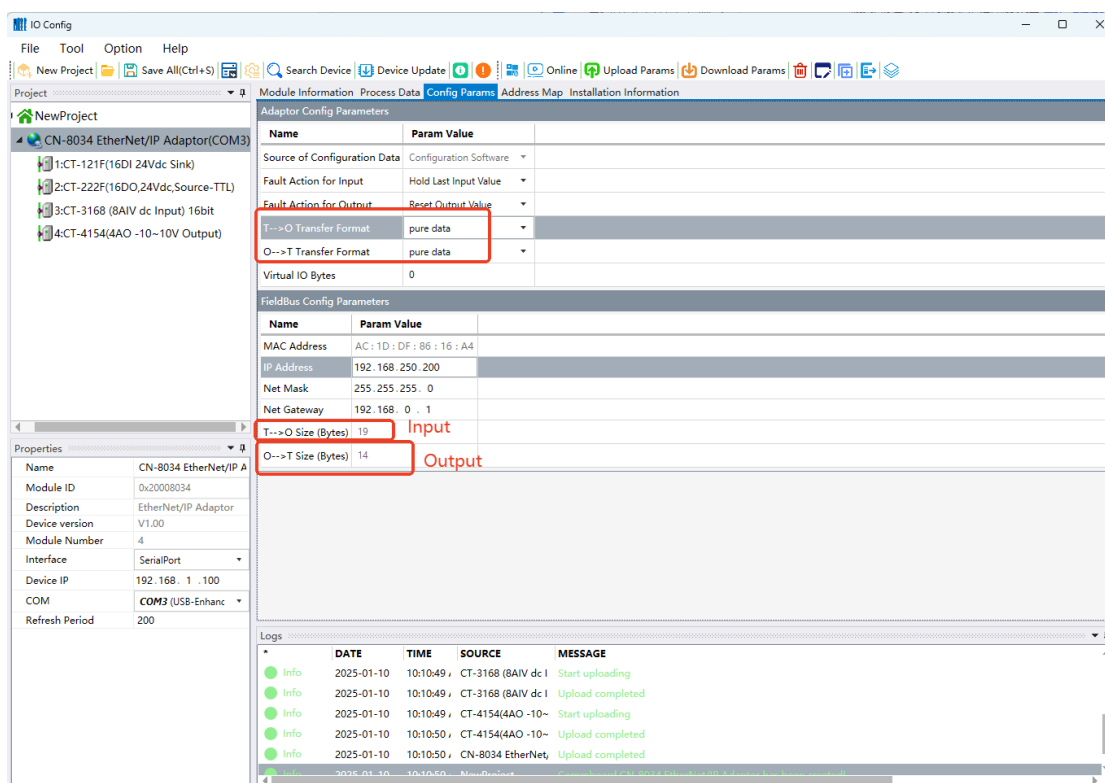 IO Config
File Tool Option Help
New Project Save All(Ctrl+S) Search Device Device Update Online Upload Params Download Params
Project
NewProject
CN-8034 EtherNet/IP Adaptor(COM3)
1:CT-121F(16DI 24Vdc Sink)
2:CT-222F(16DO,24Vdc,Source-TTL)
3:CT-3168 (8AIV dc Input) 16bit
4:CT-4154(4AO -10~10V Output)
Properties
Name CN-8034 EtherNet/IP A
Module ID 0x20008034
Description EtherNet/IP Adaptor
Device version V1.00
Module Number 4
Interface SerialPort
Device IP 192.168. 1 .100
COM COM3 (USB-Enhanc
Refresh Period 200
Module Information Process Data Config Params Address Map Installation Information
Adaptor Config Parameters
Name Param Value
Source of Configuration Data Configuration Software
Fault Action for Input Hold Last Input Value
Fault Action for Output Reset Output Value
T-->O Transfer Format pure data
O-->T Transfer Format pure data
Virtual IO Bytes 0
FieldBus Config Parameters
Name Param Value
MAC Address AC : 1D : DF : 86 : 16 : A4
IP Address 192.168.250.200
Net Mask 255.255.255. 0
Net Gateway 192.168. 0 . 1
T-->O Size (Bytes) 19 Input
O-->T Size (Bytes) 14 Output
Logs
* DATE TIME SOURCE MESSAGE
Info 2025-01-10 10:10:49 CT-3168 (8AIV dc I Start uploading
Info 2025-01-10 10:10:49 CT-3168 (8AIV dc I Upload completed
Info 2025-01-10 10:10:49 CT-4154(4AO -10~ Start uploading
Info 2025-01-10 10:10:50 CT-4154(4AO -10~ Upload completed
Info 2025-01-10 10:10:50 CN-8034 EtherNet, Upload completed
Info 2025-01-10 10:10:50 NewProject